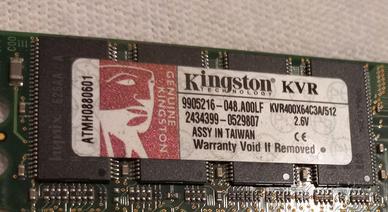 Kingston KVR
TECHNOLOGY
9905216-048.A00LF KVR400X64C3A/512
2434399-0529807 2.6V
ASSY IN TAIWAN CE
Warranty Void If Removed
GENUINE
KINGSTON
ATMH0880601